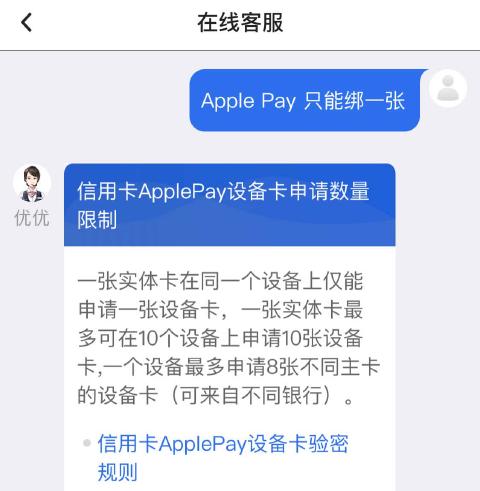 在线客服
Apple Pay 只能绑一张
优优
信用卡ApplePay设备卡申请数量
限制
一张实体卡在同一个设备上仅能
申请一张设备卡，一张实体卡最
多可在10个设备上申请10张设备
卡,一个设备最多申请8张不同主卡
的设备卡（可来自不同银行）。
信用卡ApplePay设备卡验密
规则